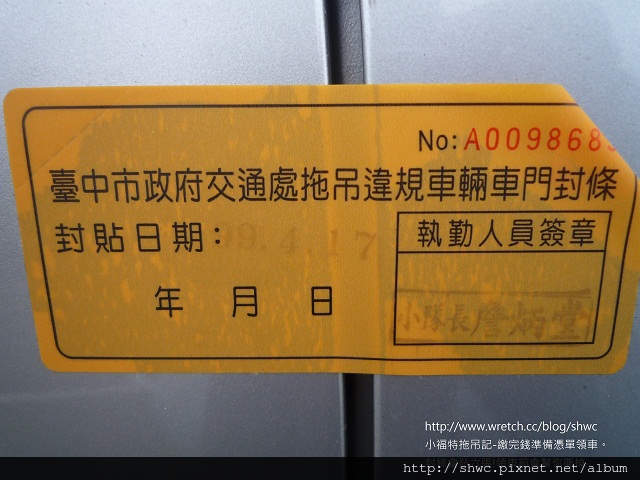 No: A009868
臺中市政府交通處拖吊違規車輛車門封條
封貼日期: 99.4.17
年 月 日
執勤人員簽章
小隊長詹炳堂
http://www.wretch.cc/blog/shwc
小福特拖吊記-繳完錢準備憑單領車。
http://shwc.pixnet.net/album